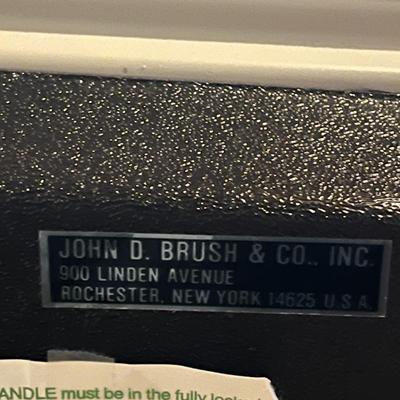 JOHN D. BRUSH & CO., INC.
900 LINDEN AVENUE
ROCHESTER, NEW YORK 14625 U.S.A.
ANDLE must be in the fully